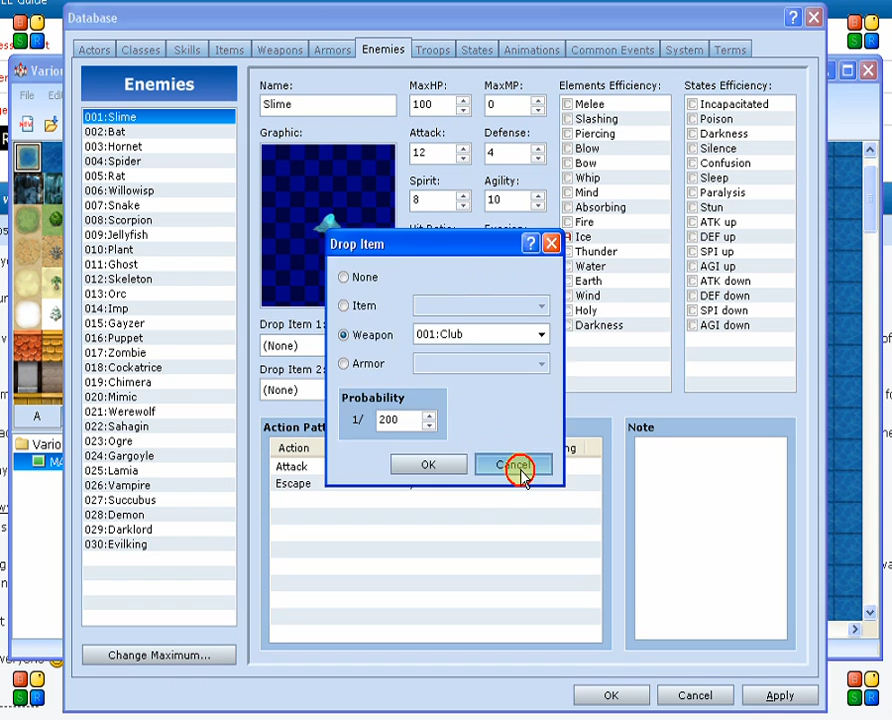 EE Guide
Database
B
Y
S
R
B
Y
S
R
Actors Classes Skills Items Weapons Armors Enemies Troops States Animations Common Events System Terms
Vario
File Ed
Enemies
001:Slime
002:Bat
003:Hornet
004:Spider
005:Rat
006:Willowisp
007:Snake
008:Scorpion
009:Jellyfish
010:Plant
011:Ghost
012:Skeleton
013:Orc
014:Imp
015:Gayzer
016:Puppet
017:Zombie
018:Cockatrice
019:Chimera
020:Mimic
021:Werewolf
022:Sahagin
023:Ogre
024:Gargoyle
025:Lamia
026:Vampire
027:Succubus
028:Demon
029:Darklord
030:Evilking
Change Maximum...
Name:
Slime
Graphic:
MaxHP: MaxMP:
100 0
Attack: Defense:
12 4
Spirit: Agility:
8 10
Elements Efficiency:
Melee
Slashing
Piercing
Blow
Bow
Whip
Mind
Absorbing
Fire
Ice
Thunder
Water
Earth
Wind
Holy
Darkness
States Efficiency:
Incapacitated
Poison
Darkness
Silence
Confusion
Sleep
Paralysis
Stun
ATK up
DEF up
SPI up
AGI up
ATK down
DEF down
SPI down
AGI down
Drop Item 1:
(None)
Drop Item 2:
(None)
Drop Item
None
Item
Weapon 001:Club
Armor
Probability
1/ 200
OK Cancel
Action Patt
Action
Attack
Escape
Note
A
Vario
MA
OK Cancel Apply
B
Y
S
R
B
Y
S
R